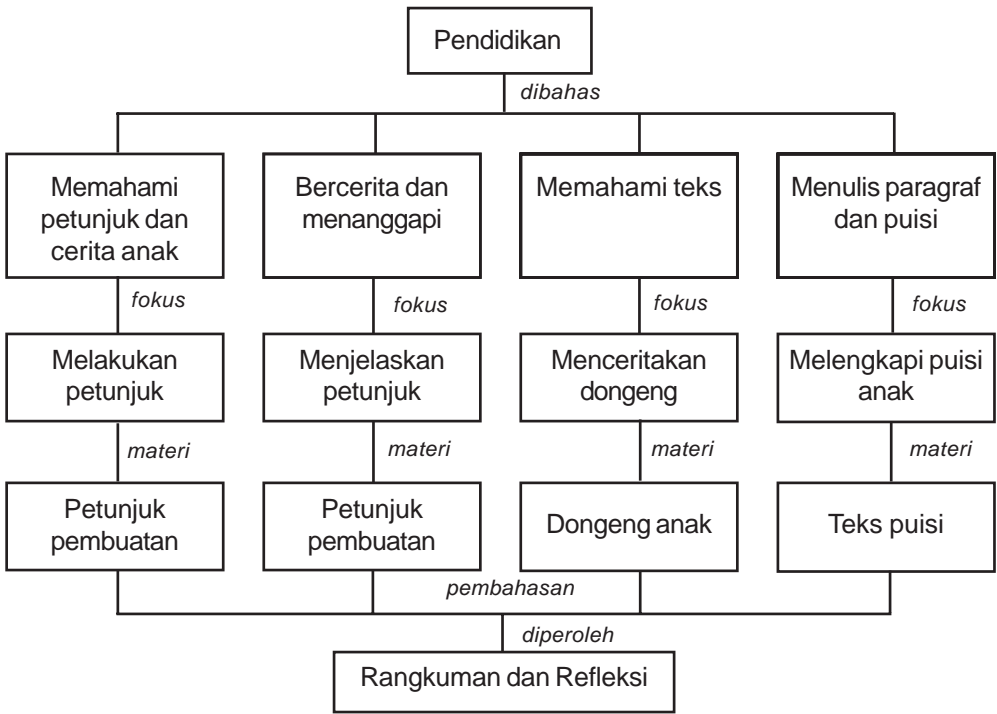 Pendidikan
dibahas
Memahami
petunjuk dan
cerita anak
Bercerita dan
menanggapi
Memahami teks
Menulis paragraf
dan puisi
fokus
fokus
fokus
fokus
Melakukan
petunjuk
Menjelaskan
petunjuk
Menceritakan
dongeng
Melengkapi puisi
anak
materi
materi
materi
materi
Petunjuk
pembuatan
Petunjuk
pembuatan
Dongeng anak
Teks puisi
pembahasan
diperoleh
Rangkuman dan Refleksi